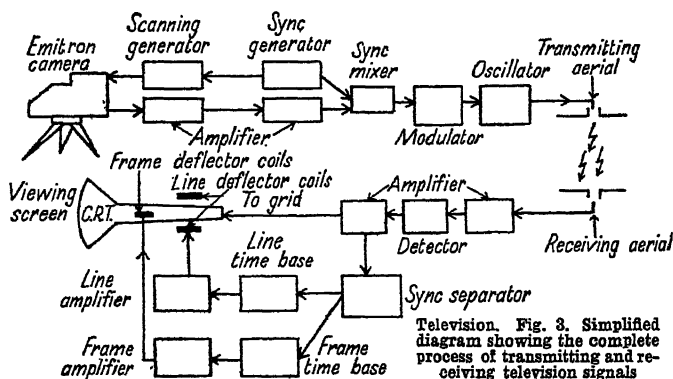 Emitron
camera
Scanning
generator
Sync
generator
Sync
mixer
Oscillator
Transmitting
aerial
Amplifier
Modulator
Frame deflector coils
Line deflector coils
To grid
Viewing
screen
C.R.T.
Amplifier
Detector
Receiving aerial
Line
time base
Line
amplifier
Sync separator
Frame
amplifier
Frame
time base
Television. Fig. 3. Simplified
diagram showing the complete
process of transmitting and re-
ceiving television signals